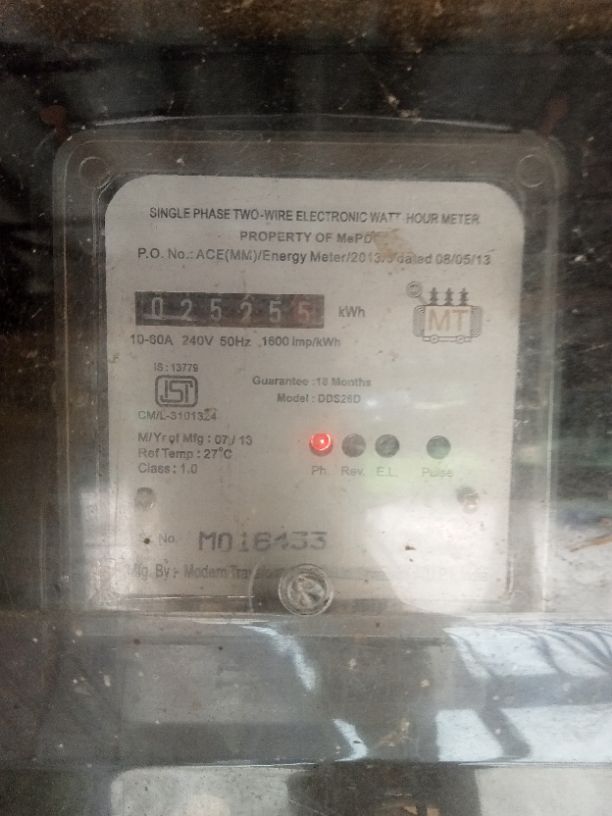 SINGLE PHASE TWO-WIRE ELECTRONIC WATT-HOUR METER
PROPERTY OF
P.O. No.: ACE(MM)/Energy Meter/2013 dated 08/05/13
025255 kWh
MT
10-60A 240V 50Hz 1600 imp/kWh
IS : 13779
ISI
CM/L-3101324
Guarantee : 18 Months
Model : DDS26D
M/Yr of Mfg : 07 / 13
Ref Temp : 27°C
Class : 1.0
Ph. Rev. E.L. Pulse
S. No. M016433
Mfg. By :- Modern